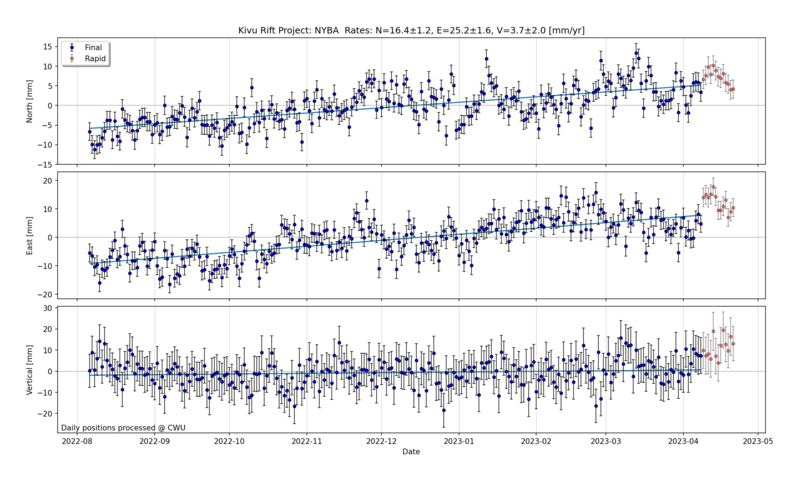 Kivu Rift Project: NYBA Rates: N=16.4±1.2, E=25.2±1.6, V=3.7±2.0 [mm/yr]
Final
Rapid
North [mm]
15
10
5
0
−5
−10
−15
East [mm]
20
10
0
−10
−20
Vertical [mm]
30
20
10
0
−10
−20
Daily positions processed @ CWU
2022-08 2022-09 2022-10 2022-11 2022-12 2023-01 2023-02 2023-03 2023-04 2023-05
Date